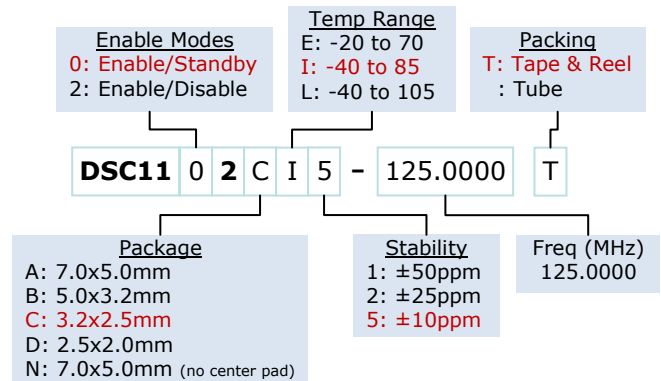 Enable Modes
0: Enable/Standby
2: Enable/Disable
Temp Range
E: -20 to 70
I: -40 to 85
L: -40 to 105
Packing
T: Tape & Reel
: Tube
DSC11 0 2 C I 5 – 125.0000 T
Package
A: 7.0x5.0mm
B: 5.0x3.2mm
C: 3.2x2.5mm
D: 2.5x2.0mm
N: 7.0x5.0mm (no center pad)
Stability
1: ±50ppm
2: ±25ppm
5: ±10ppm
Freq (MHz)
125.0000